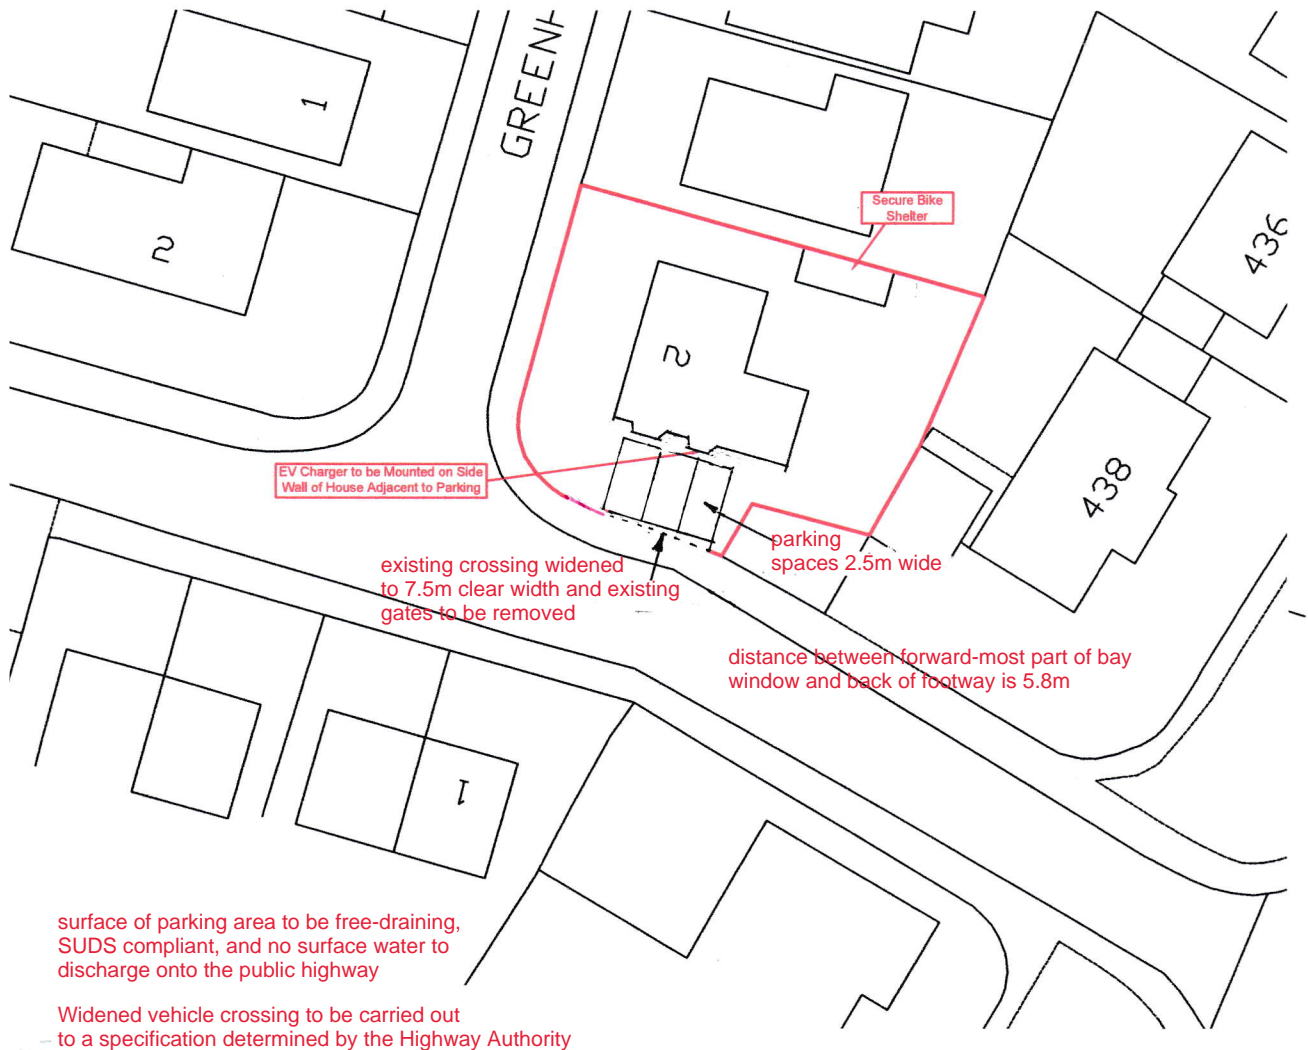 1
GREENH
Secure Bike
Shelter
436
2
2
EV Charger to be Mounted on Side
Wall of House Adjacent to Parking
438
parking
spaces 2.5m wide
existing crossing widened
to 7.5m clear width and existing
gates to be removed
distance between forward-most part of bay
window and back of footway is 5.8m
1
surface of parking area to be free-draining,
SUDS compliant, and no surface water to
discharge onto the public highway
Widened vehicle crossing to be carried out
to a specification determined by the Highway Authority